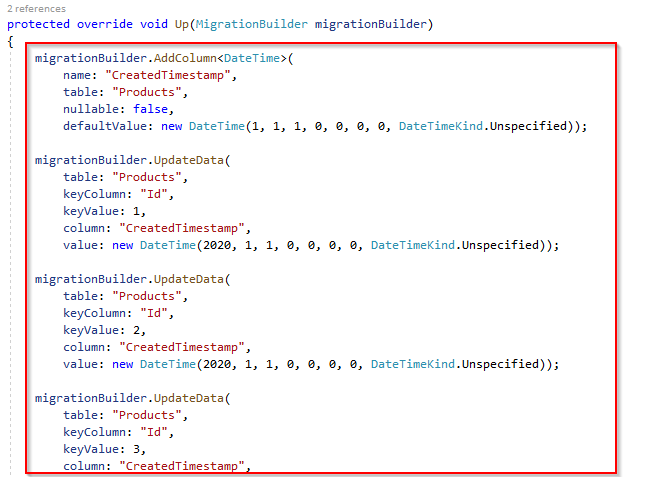 2 references
protected override void Up(MigrationBuilder migrationBuilder)
{
migrationBuilder.AddColumn<DateTime>(
name: "CreatedTimestamp",
table: "Products",
nullable: false,
defaultValue: new DateTime(1, 1, 1, 0, 0, 0, 0, DateTimeKind.Unspecified));
migrationBuilder.UpdateData(
table: "Products",
keyColumn: "Id",
keyValue: 1,
column: "CreatedTimestamp",
value: new DateTime(2020, 1, 1, 0, 0, 0, 0, DateTimeKind.Unspecified));
migrationBuilder.UpdateData(
table: "Products",
keyColumn: "Id",
keyValue: 2,
column: "CreatedTimestamp",
value: new DateTime(2020, 1, 1, 0, 0, 0, 0, DateTimeKind.Unspecified));
migrationBuilder.UpdateData(
table: "Products",
keyColumn: "Id",
keyValue: 3,
column: "CreatedTimestamp",